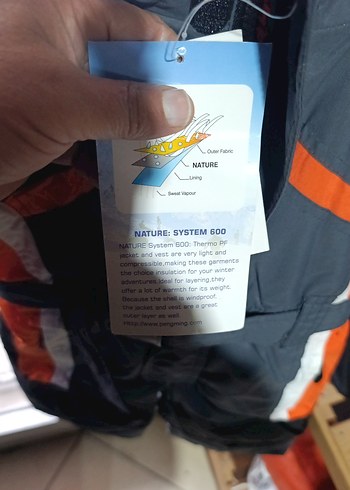 Outer Fabric
NATURE
Lining
Sweat Vapour
NATURE: SYSTEM 600
NATURE System 600: Thermo PF
jacket and vest are very light and
compressible,making these garments
the choice insulation for your winter
adventures.Ideal for layering,they
offer a lot of warmth for its weight.
Because the shell is windproof,
the jacket and vest are a great
outer layer as well.